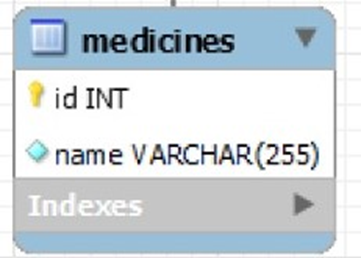 medicines
id INT
name VARCHAR(255)
Indexes